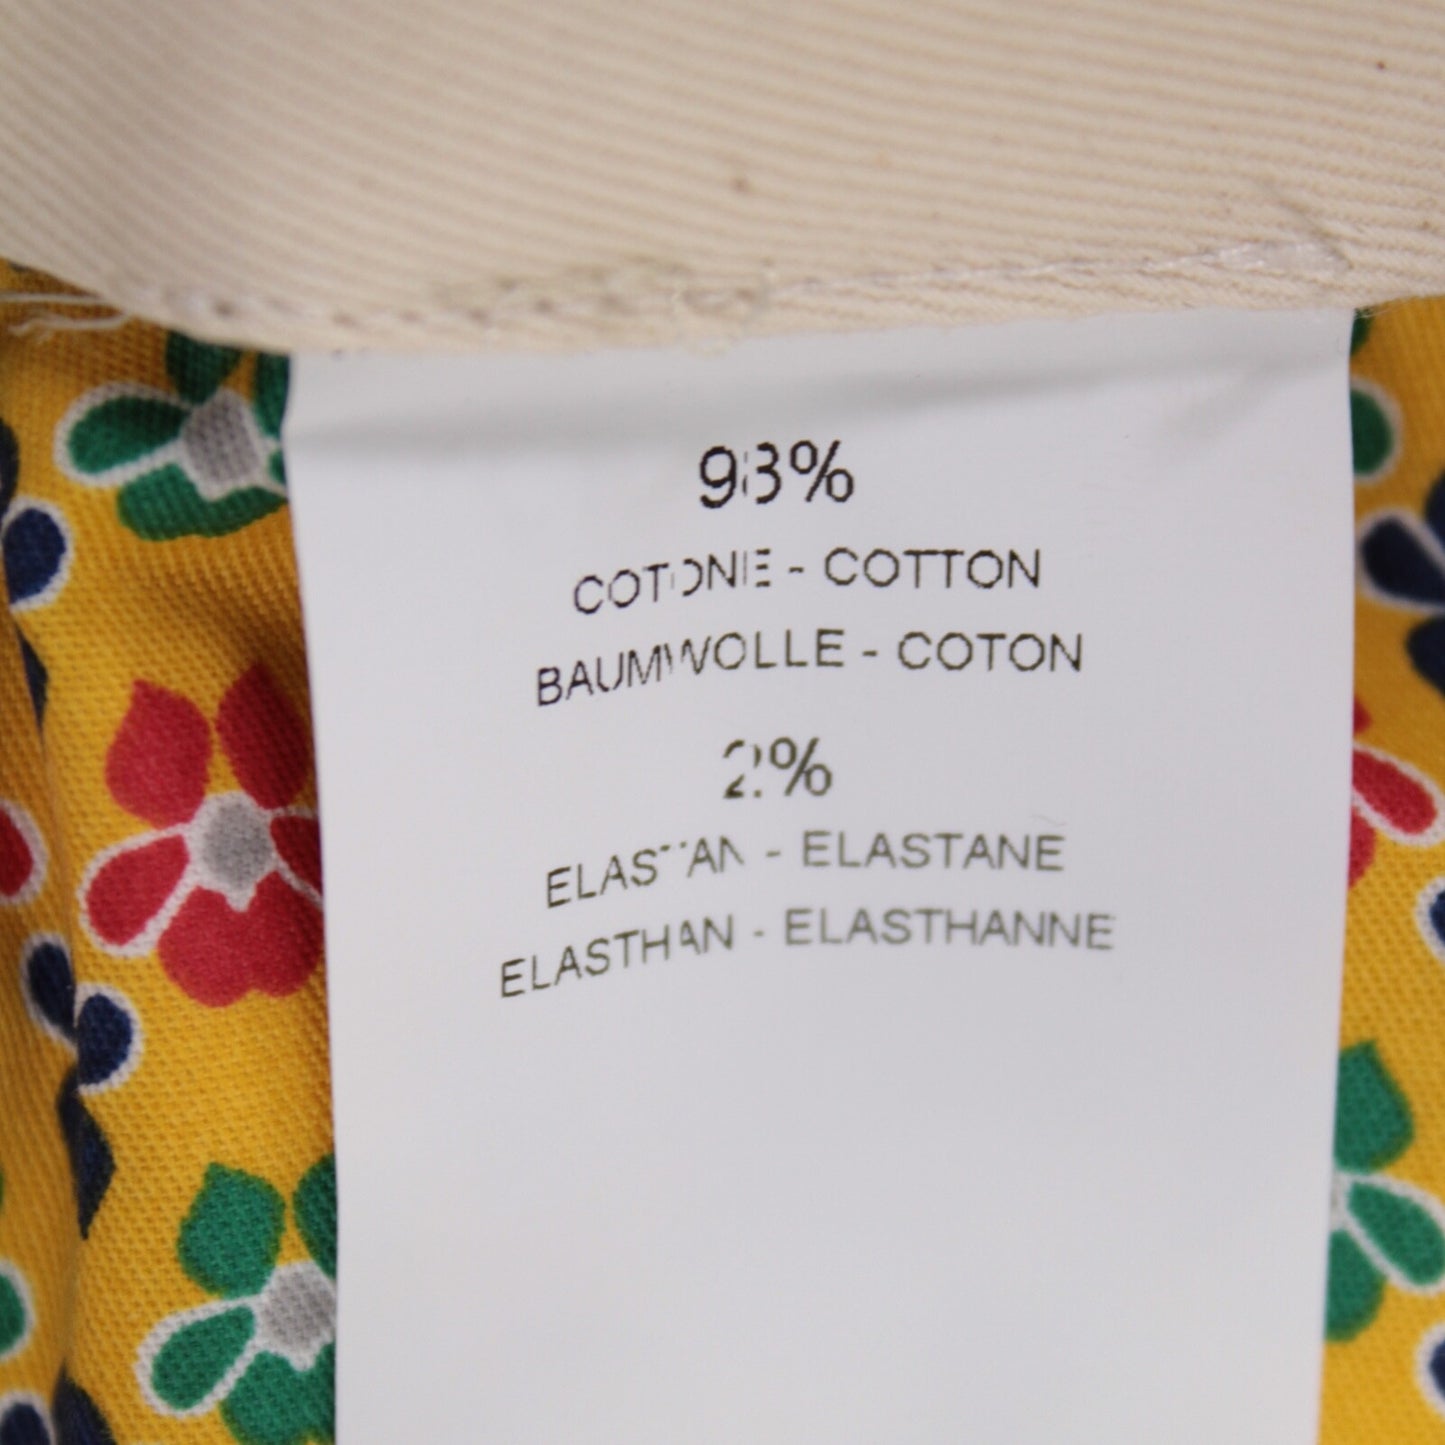 98%
COTONE - COTTON
BAUMWOLLE - COTON
2%
ELASTAN - ELASTANE
ELASTHAN - ELASTHANNE